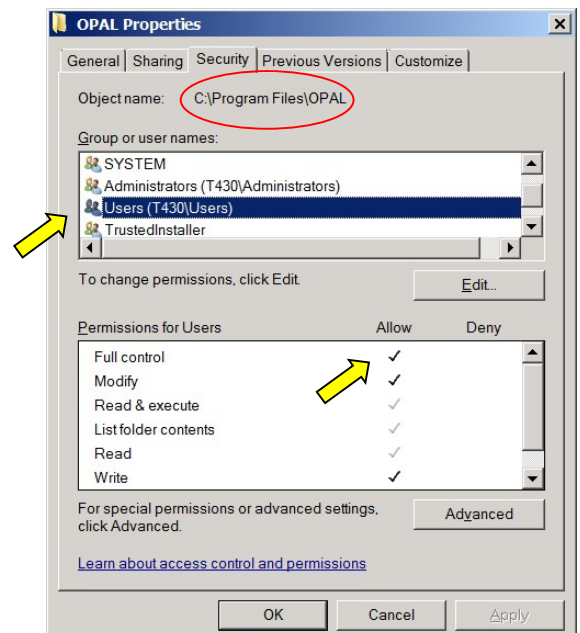 OPAL Properties
General Sharing Security Previous Versions Customize
Object name: C:\Program Files\OPAL
Group or user names:
SYSTEM
Administrators (T430\Administrators)
Users (T430\Users)
TrustedInstaller
To change permissions, click Edit. Edit...
Permissions for Users Allow Deny
Full control
Modify
Read & execute
List folder contents
Read
Write
For special permissions or advanced settings, Advanced
click Advanced.
Learn about access control and permissions
OK Cancel Apply